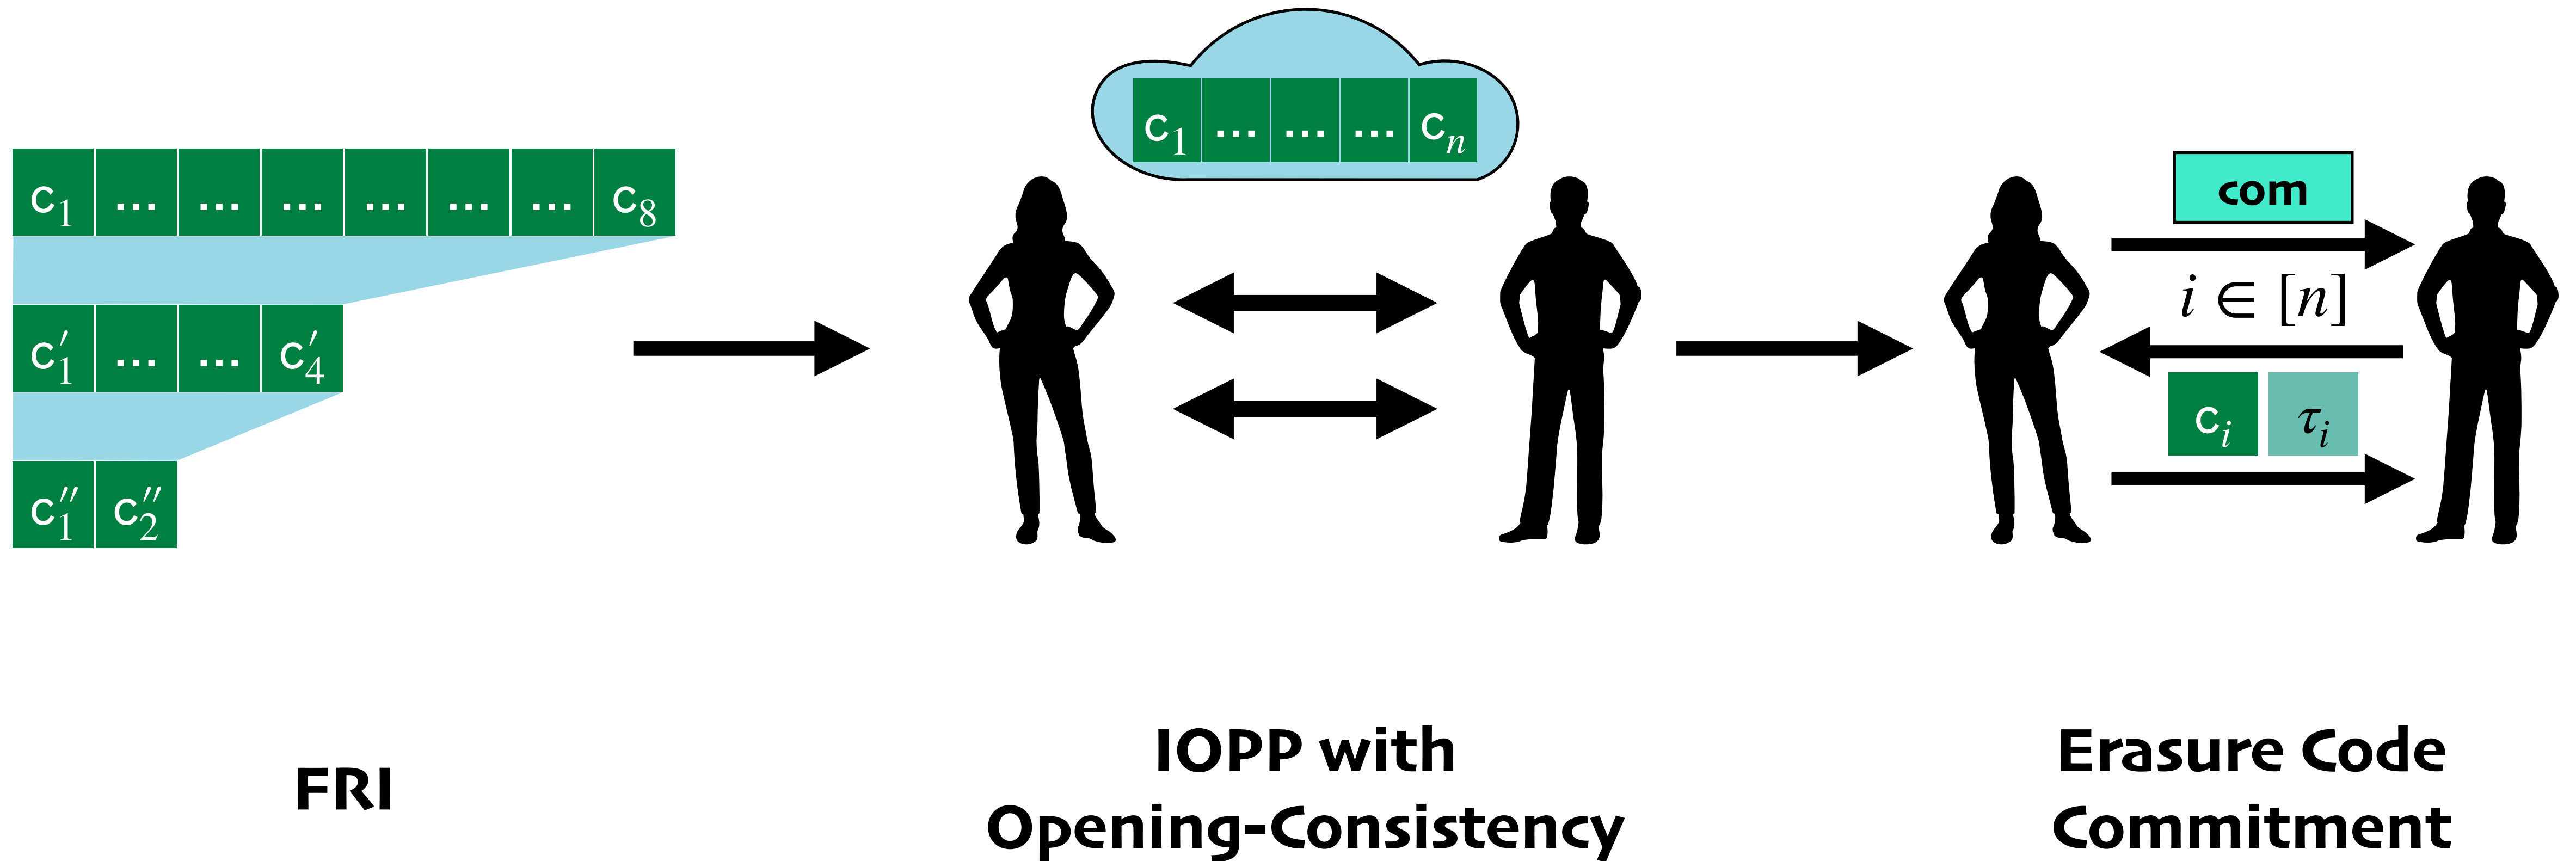 c₁ ... ... ... ... ... ... c₈
c′₁ ... ... c′₄
c″₁ c″₂
FRI
c₁ ... ... ... cₙ
IOPP with
Opening-Consistency
com
i ∈ [n]
cᵢ τᵢ
Erasure Code
Commitment